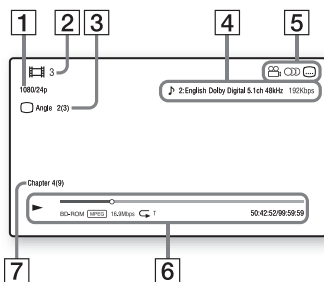 1 2 3 4 5
3
1080/24p
2:English Dolby Digital 5.1ch 48kHz 192Kbps
Angle 2(3)
Chapter 4(9)
BD-ROM MPEG 16.9Mbps T 50:42:52/99:59:59
7 6